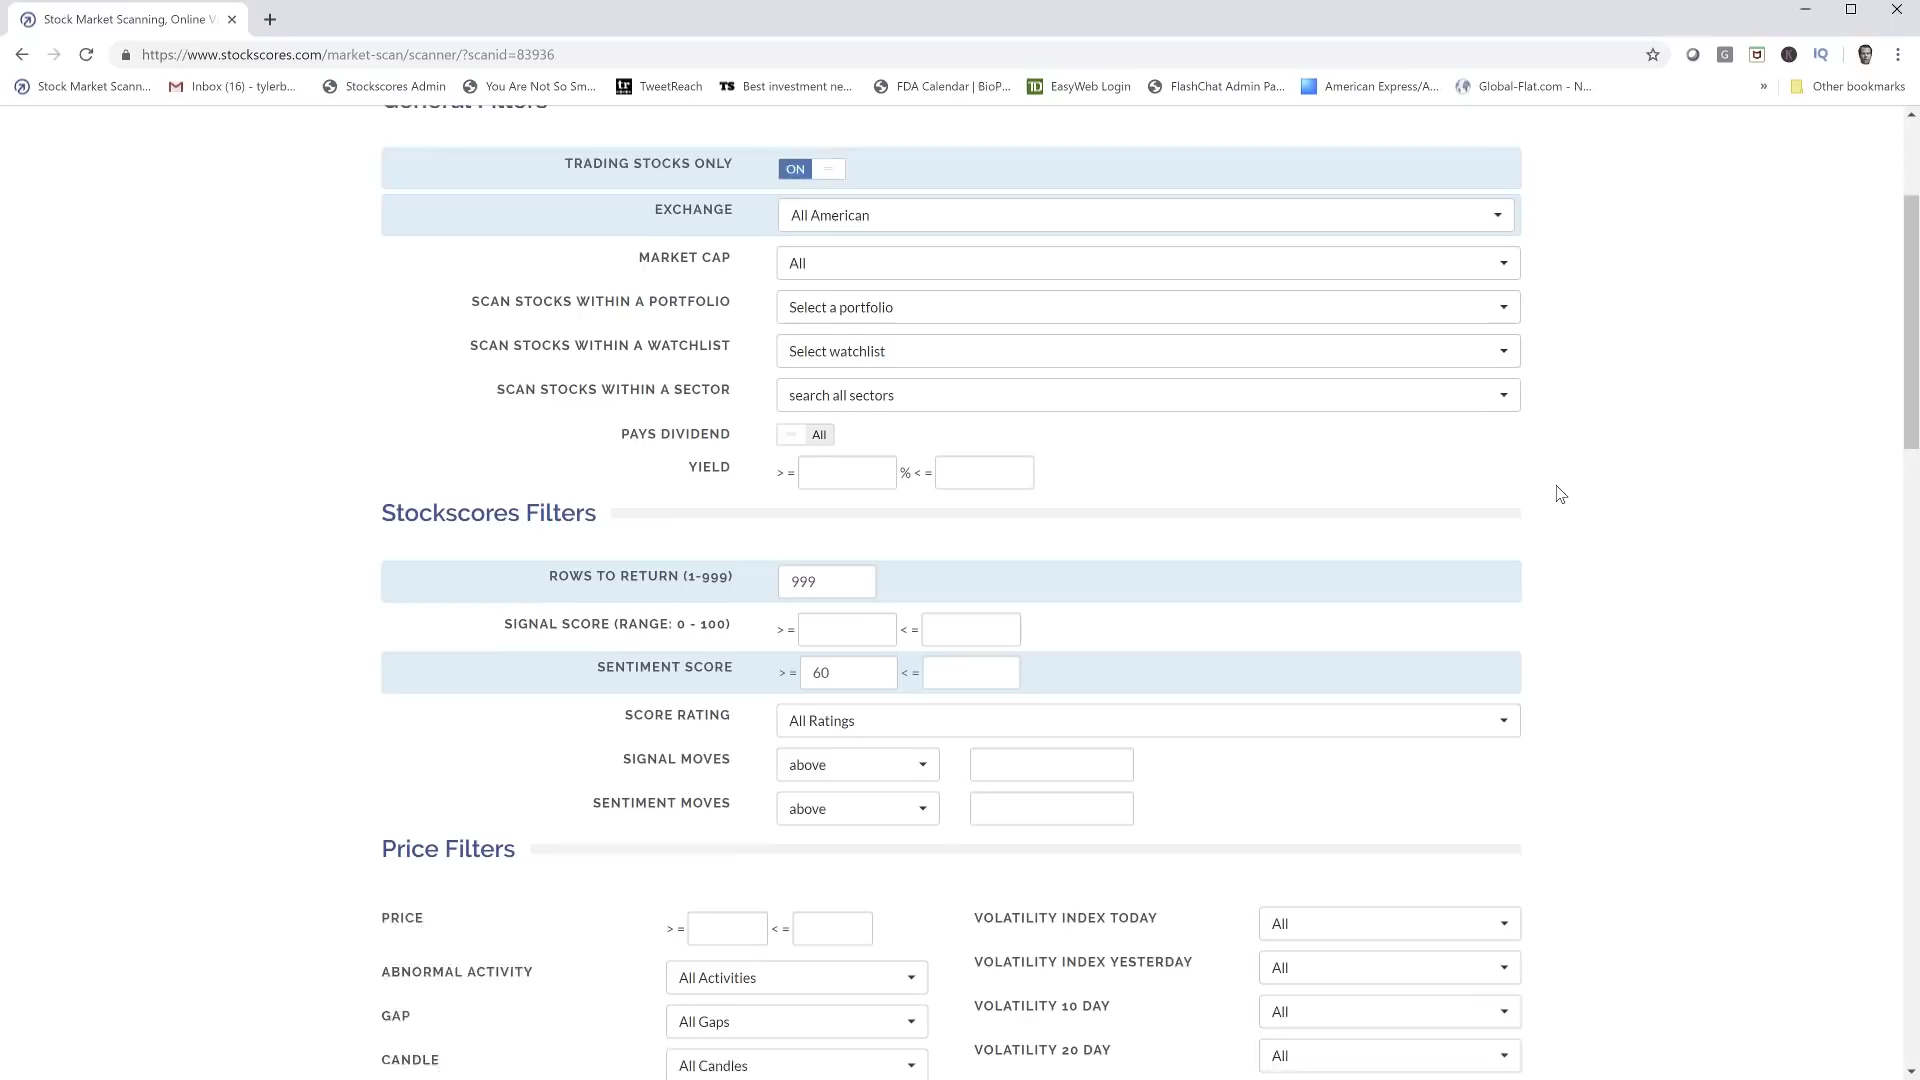 Stock Market Scanning, Online V
https://www.stockscores.com/market-scan/scanner/?scanid=83936
Stock Market Scann... Inbox (16) - tylerb... Stockscores Admin You Are Not So Sm... TweetReach Best investment ne... FDA Calendar | BioP... EasyWeb Login FlashChat Admin Pa... American Express/A... Global-Flat.com - N... » Other bookmarks
General Filters
TRADING STOCKS ONLY ON
EXCHANGE All American
MARKET CAP All
SCAN STOCKS WITHIN A PORTFOLIO Select a portfolio
SCAN STOCKS WITHIN A WATCHLIST Select watchlist
SCAN STOCKS WITHIN A SECTOR search all sectors
PAYS DIVIDEND All
YIELD > = % < =
Stockscores Filters
ROWS TO RETURN (1-999) 999
SIGNAL SCORE (RANGE: 0 - 100) > = < =
SENTIMENT SCORE > = 60 < =
SCORE RATING All Ratings
SIGNAL MOVES above
SENTIMENT MOVES above
Price Filters
PRICE > = < = VOLATILITY INDEX TODAY All
ABNORMAL ACTIVITY All Activities VOLATILITY INDEX YESTERDAY All
GAP All Gaps VOLATILITY 10 DAY All
CANDLE All Candles VOLATILITY 20 DAY All